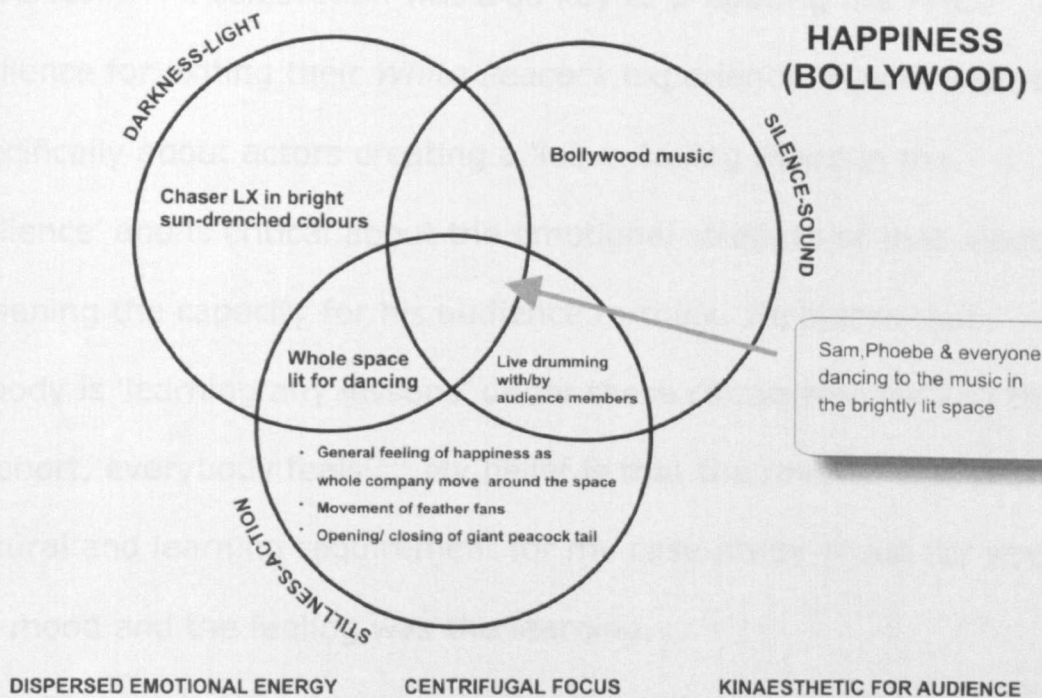 HAPPINESS
(BOLLYWOOD)
DARKNESS-LIGHT
SILENCE-SOUND
Bollywood music
Chaser LX in bright
sun-drenched colours
Whole space
lit for dancing
Live drumming
with/by
audience members
Sam,Phoebe & everyone
dancing to the music in
the brightly lit space
· General feeling of happiness as
whole company move around the space
· Movement of feather fans
· Opening/ closing of giant peacock tail
STILLNESS-ACTION
DISPERSED EMOTIONAL ENERGY
CENTRIFUGAL FOCUS
KINAESTHETIC FOR AUDIENCE